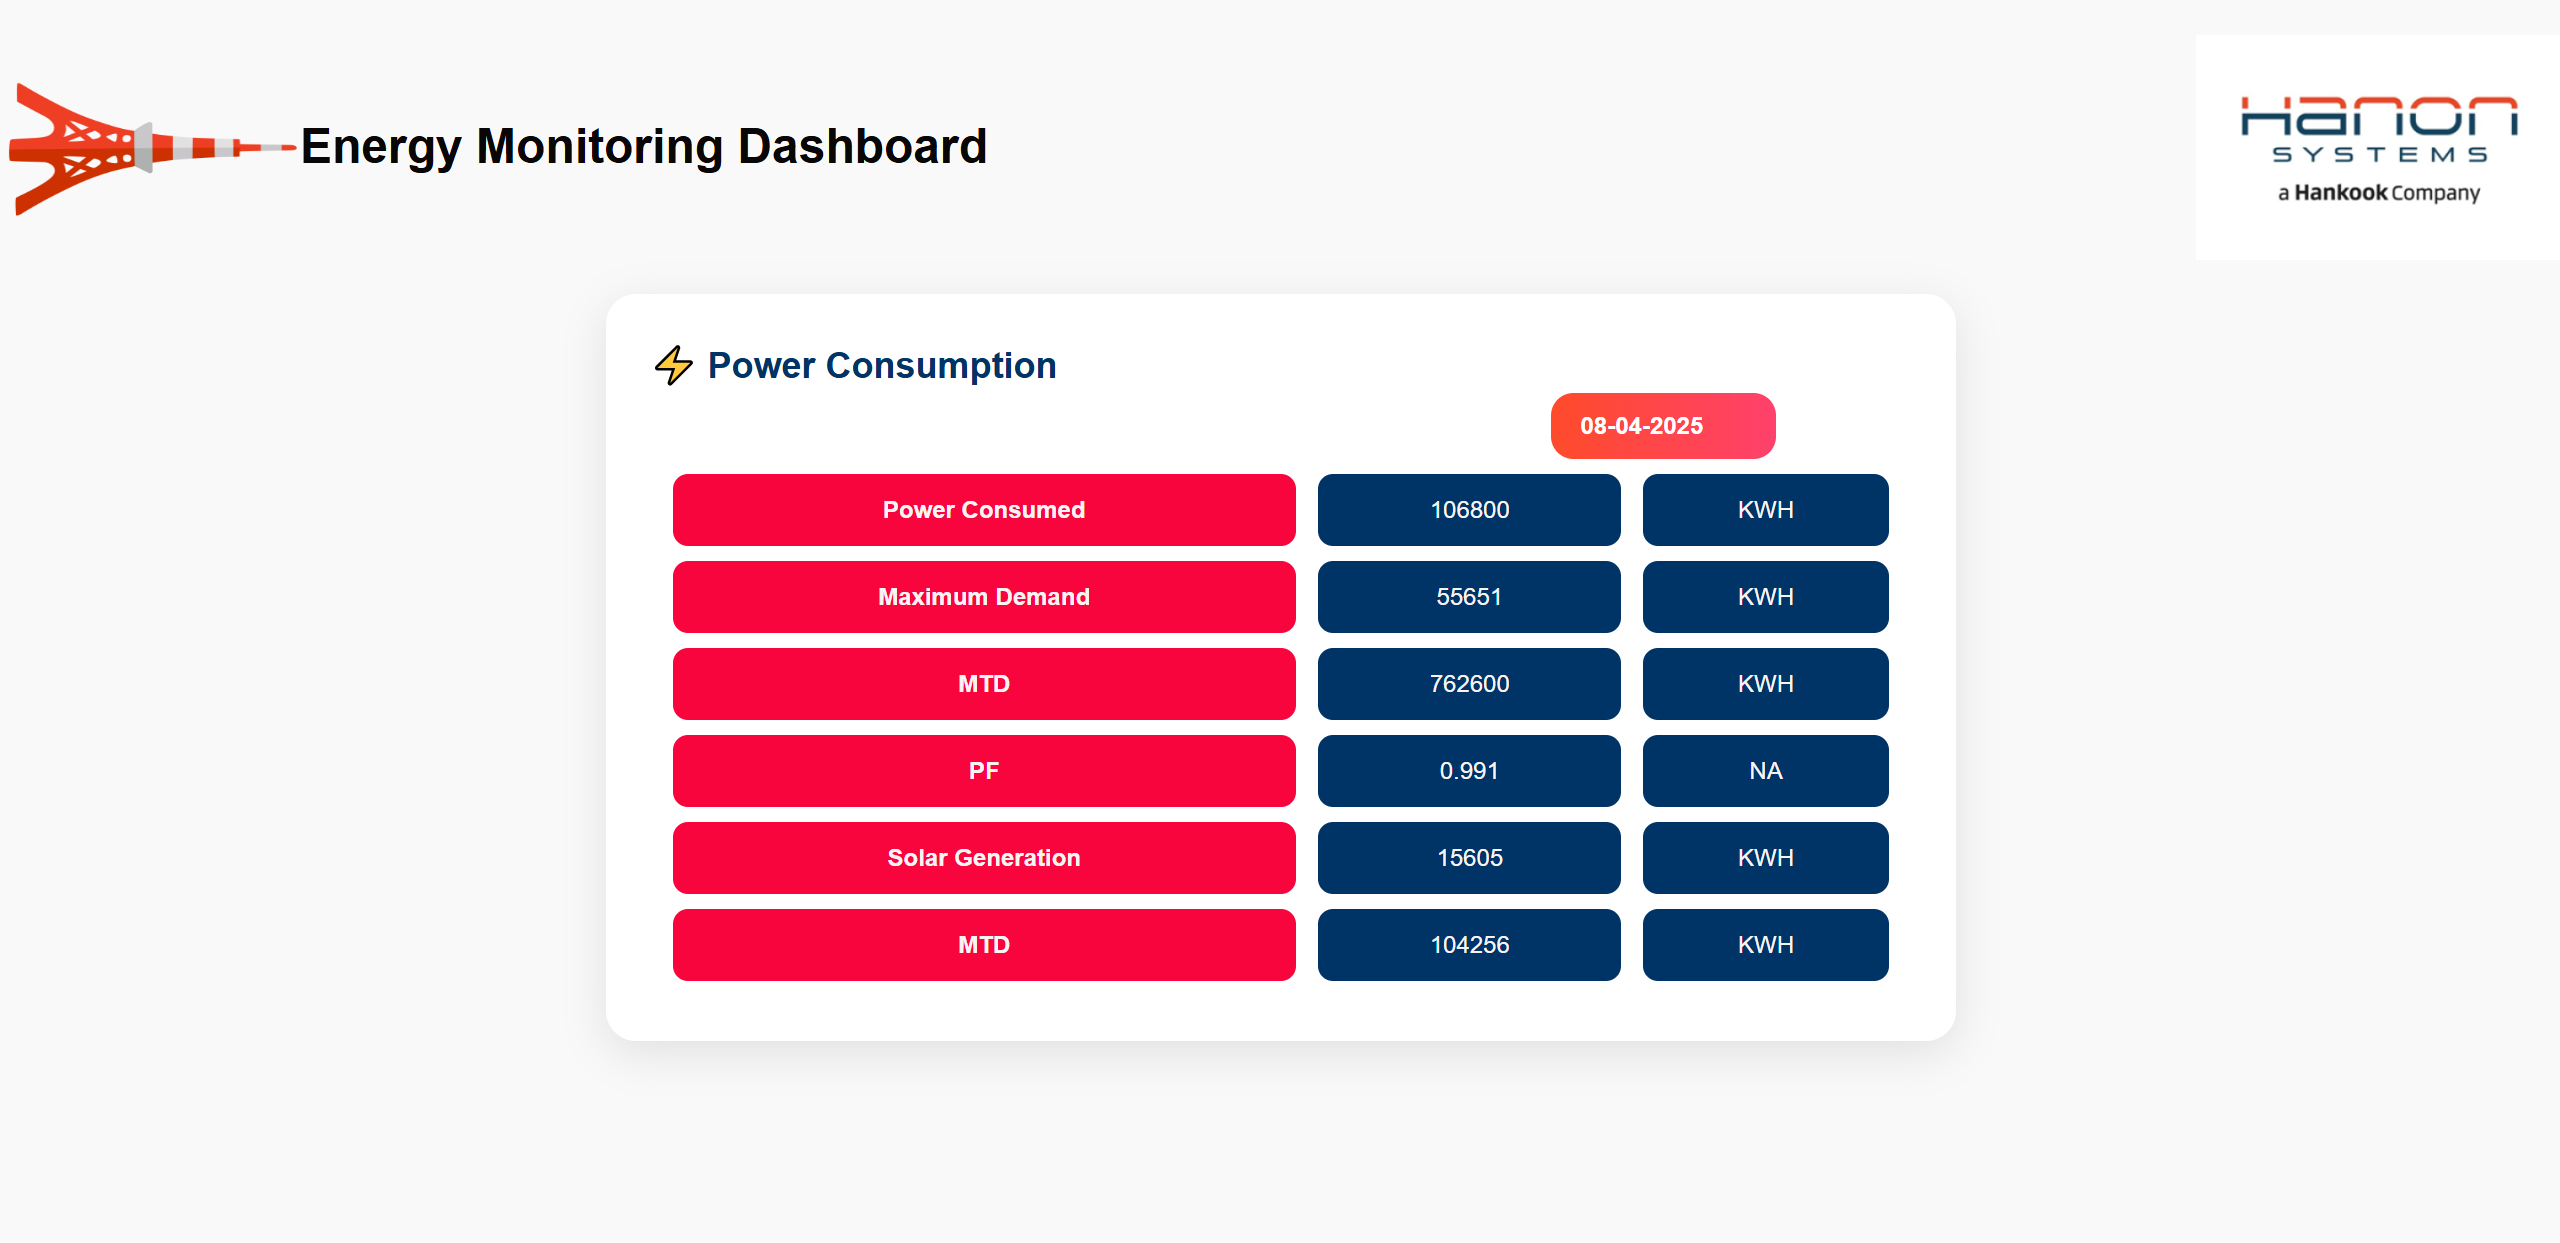 Energy Monitoring Dashboard
Hanon
SYSTEMS
a Hankook Company
Power Consumption
08-04-2025
Power Consumed 106800 KWH
Maximum Demand 55651 KWH
MTD 762600 KWH
PF 0.991 NA
Solar Generation 15605 KWH
MTD 104256 KWH